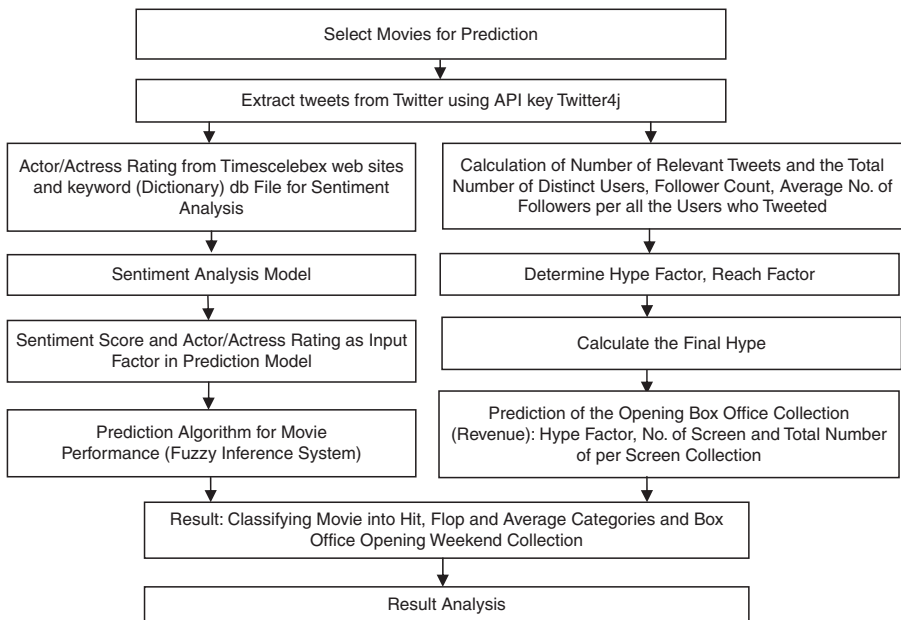 Select Movies for Prediction
Extract tweets from Twitter using API key Twitter4j
Actor/Actress Rating from Timescelebex web sites
and keyword (Dictionary) db File for Sentiment
Analysis
Calculation of Number of Relevant Tweets and the Total
Number of Distinct Users, Follower Count, Average No. of
Followers per all the Users who Tweeted
Sentiment Analysis Model
Determine Hype Factor, Reach Factor
Sentiment Score and Actor/Actress Rating as Input
Factor in Prediction Model
Calculate the Final Hype
Prediction Algorithm for Movie
Performance (Fuzzy Inference System)
Prediction of the Opening Box Office Collection
(Revenue): Hype Factor, No. of Screen and Total Number
of per Screen Collection
Result: Classifying Movie into Hit, Flop and Average Categories and Box
Office Opening Weekend Collection
Result Analysis